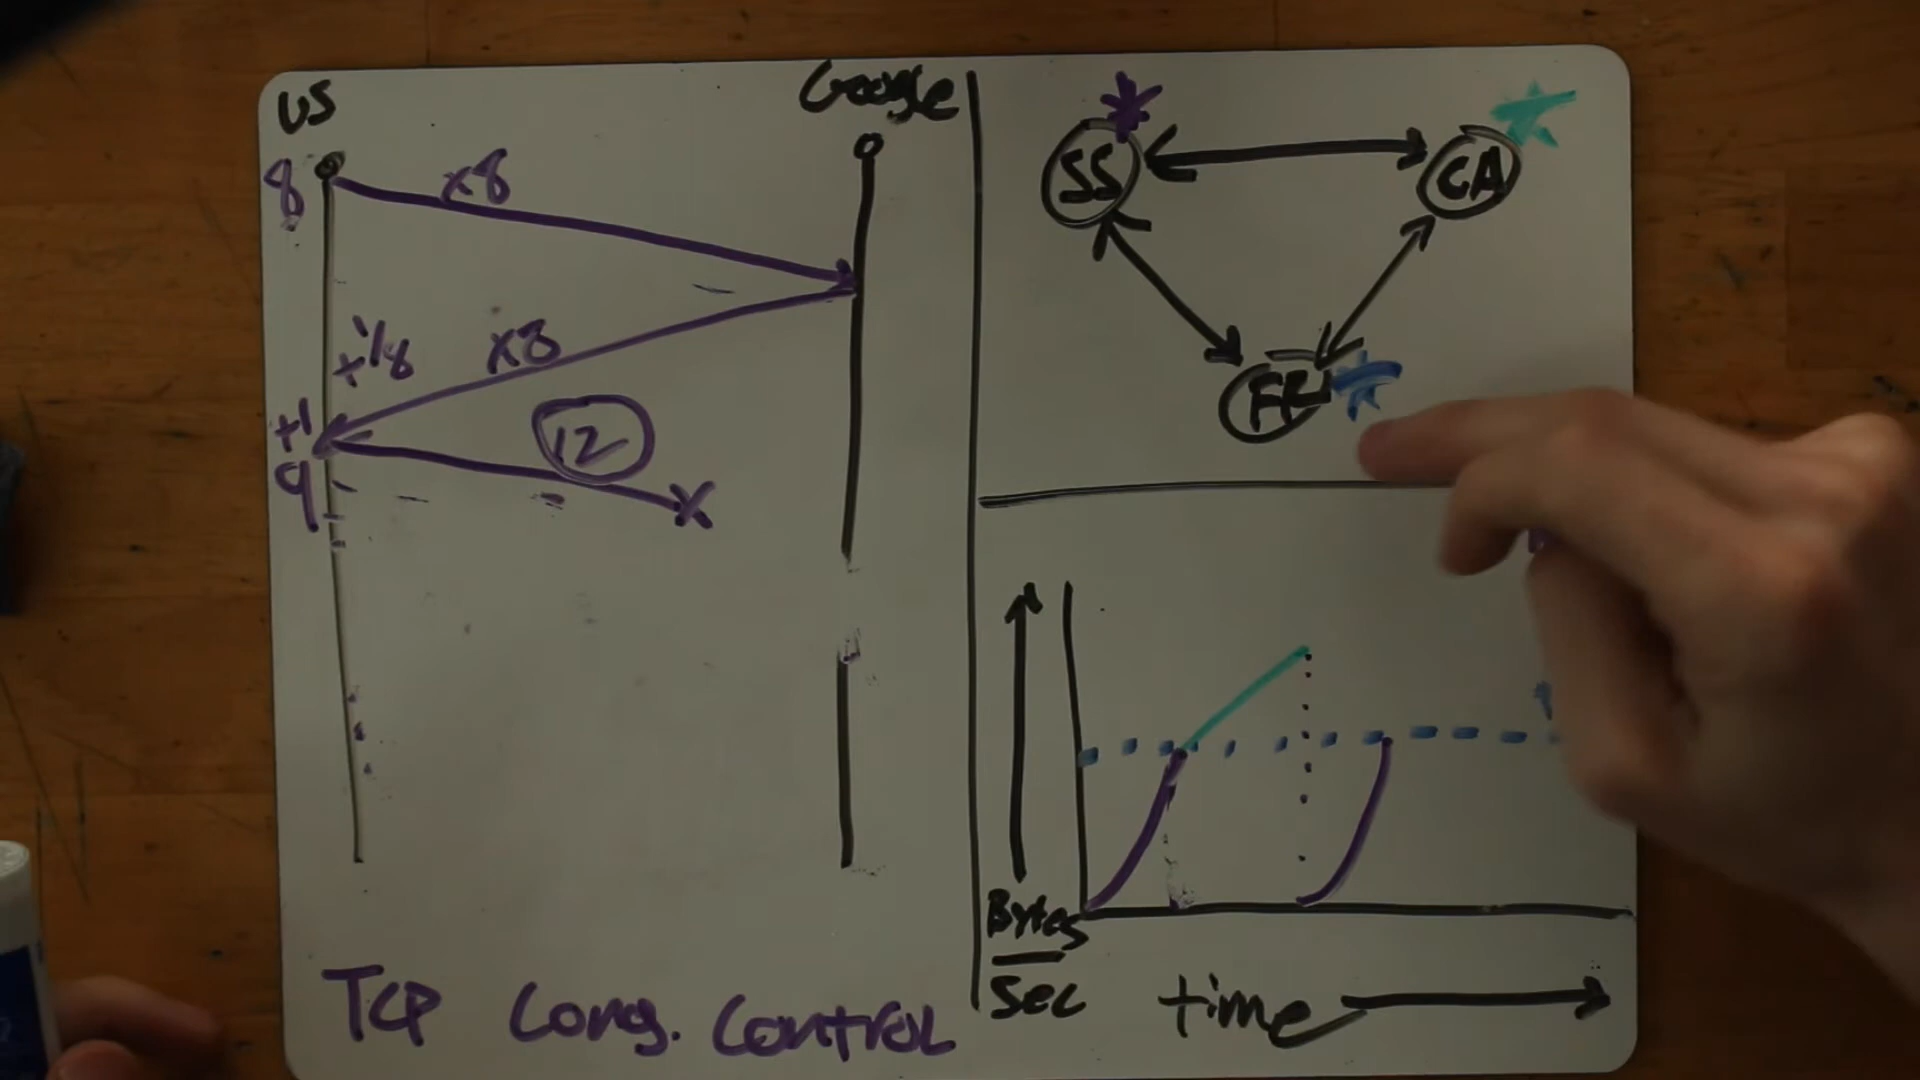 US
Google
8
x8
+1/8
x8
+1
9
12
x
TCP Cong. Control
SS
CA
FR
Bytes
Sec
time